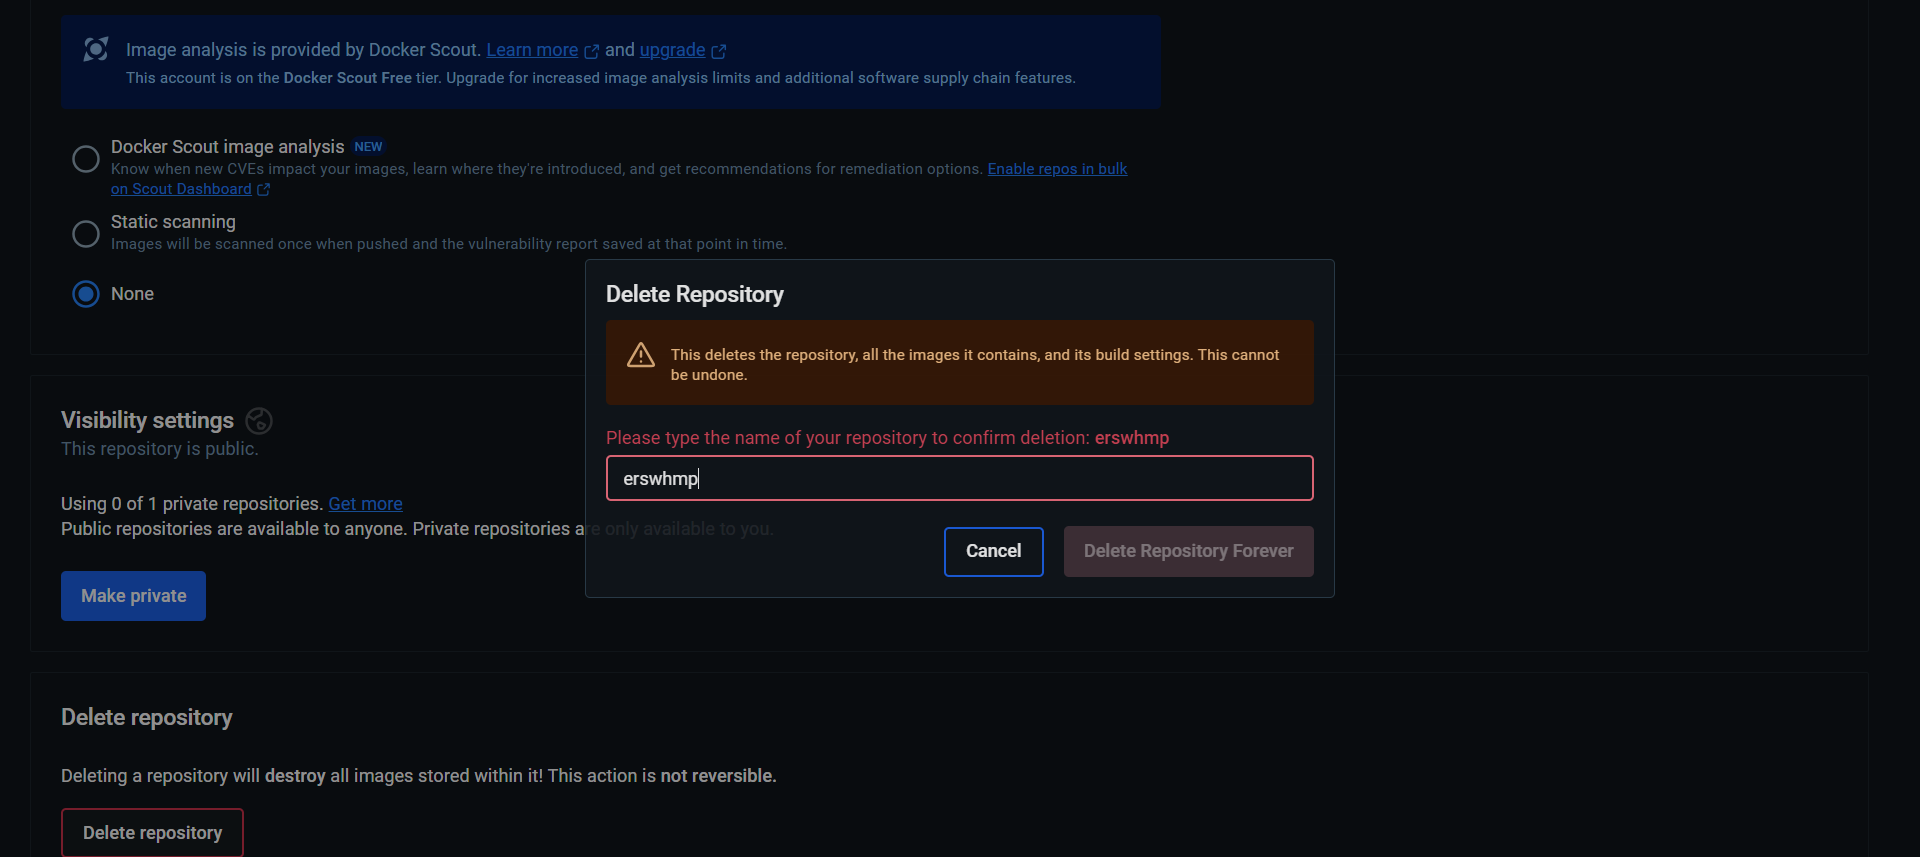 Image analysis is provided by Docker Scout. Learn more and upgrade
This account is on the Docker Scout Free tier. Upgrade for increased image analysis limits and additional software supply chain features.
Docker Scout image analysis NEW
Know when new CVEs impact your images, learn where they're introduced, and get recommendations for remediation options. Enable repos in bulk
on Scout Dashboard
Static scanning
Images will be scanned once when pushed and the vulnerability report saved at that point in time.
None
Delete Repository
This deletes the repository, all the images it contains, and its build settings. This cannot
be undone.
Please type the name of your repository to confirm deletion: erswhmp
erswhmp
Cancel
Delete Repository Forever
Visibility settings
This repository is public.
Using 0 of 1 private repositories. Get more
Public repositories are available to anyone. Private repositories are only available to you.
Make private
Delete repository
Deleting a repository will destroy all images stored within it! This action is not reversible.
Delete repository